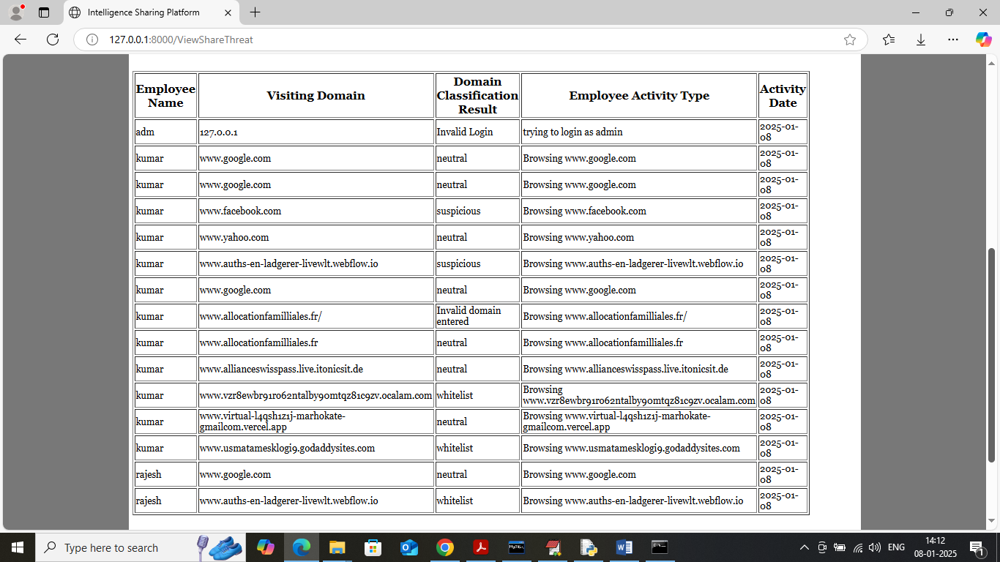 Intelligence Sharing Platform
127.0.0.1:8000/ViewShareThreat
Employee Name
Visiting Domain
Domain Classification Result
Employee Activity Type
Activity Date
adm 127.0.0.1 Invalid Login trying to login as admin 2025-01-08
kumar www.google.com neutral Browsing www.google.com 2025-01-08
kumar www.google.com neutral Browsing www.google.com 2025-01-08
kumar www.facebook.com suspicious Browsing www.facebook.com 2025-01-08
kumar www.yahoo.com neutral Browsing www.yahoo.com 2025-01-08
kumar www.auths-en-ladgerer-livewlt.webflow.io suspicious Browsing www.auths-en-ladgerer-livewlt.webflow.io 2025-01-08
kumar www.google.com neutral Browsing www.google.com 2025-01-08
kumar www.allocationfamilliales.fr/ Invalid domain entered Browsing www.allocationfamilliales.fr/ 2025-01-08
kumar www.allocationfamilliales.fr neutral Browsing www.allocationfamilliales.fr 2025-01-08
kumar www.allianceswisspass.live.itonicsit.de neutral Browsing www.allianceswisspass.live.itonicsit.de 2025-01-08
kumar www.vzr8ewbr91ro62ntalby90mtqz81c9zv.ocalam.com whitelist Browsing www.vzr8ewbr91ro62ntalby90mtqz81c9zv.ocalam.com 2025-01-08
kumar www.virtual-l4qsh1z1j-marhokate-gmailcom.vercel.app neutral Browsing www.virtual-l4qsh1z1j-marhokate-gmailcom.vercel.app 2025-01-08
kumar www.usmatamesklogi9.godaddysites.com whitelist Browsing www.usmatamesklogi9.godaddysites.com 2025-01-08
rajesh www.google.com neutral Browsing www.google.com 2025-01-08
rajesh www.auths-en-ladgerer-livewlt.webflow.io whitelist Browsing www.auths-en-ladgerer-livewlt.webflow.io 2025-01-08
Type here to search
ENG
14:12
08-01-2025
1